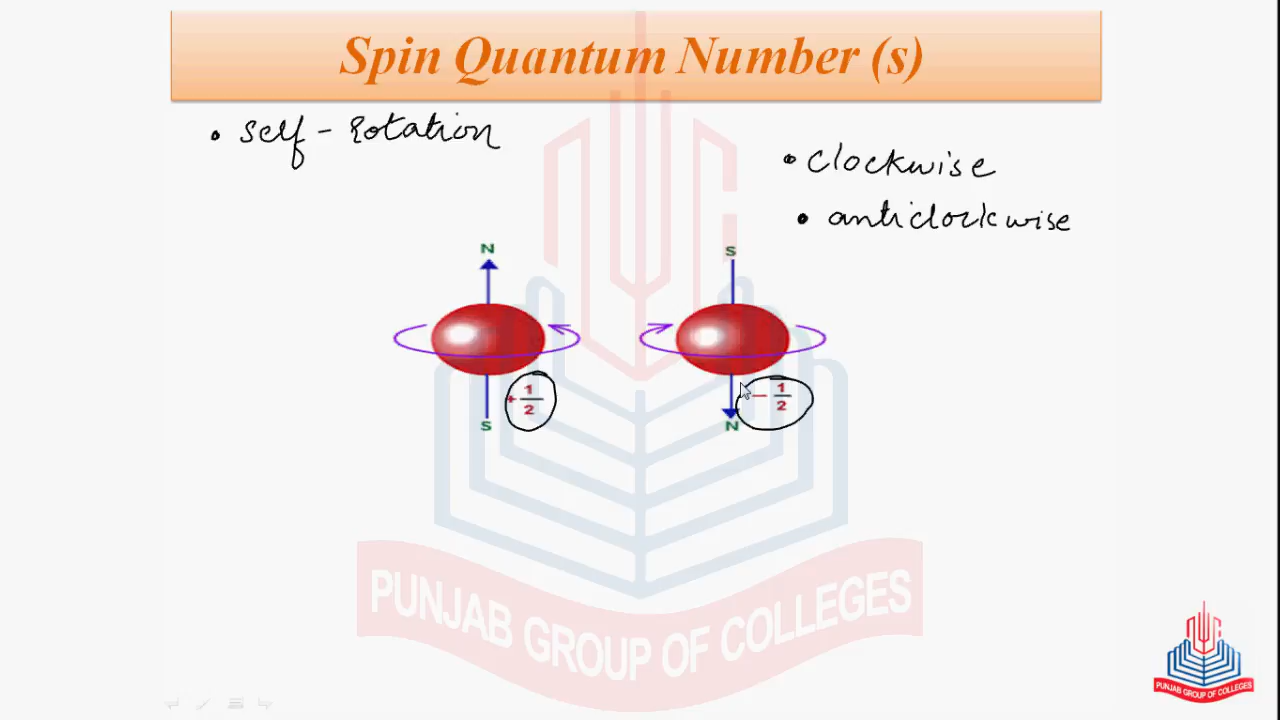 Spin Quantum Number (s)
• Self - Rotation
• Clockwise
• anticlockwise
N
S
S
N
+ 1/2
− 1/2
PUNJAB GROUP OF COLLEGES
PUNJAB GROUP OF COLLEGES